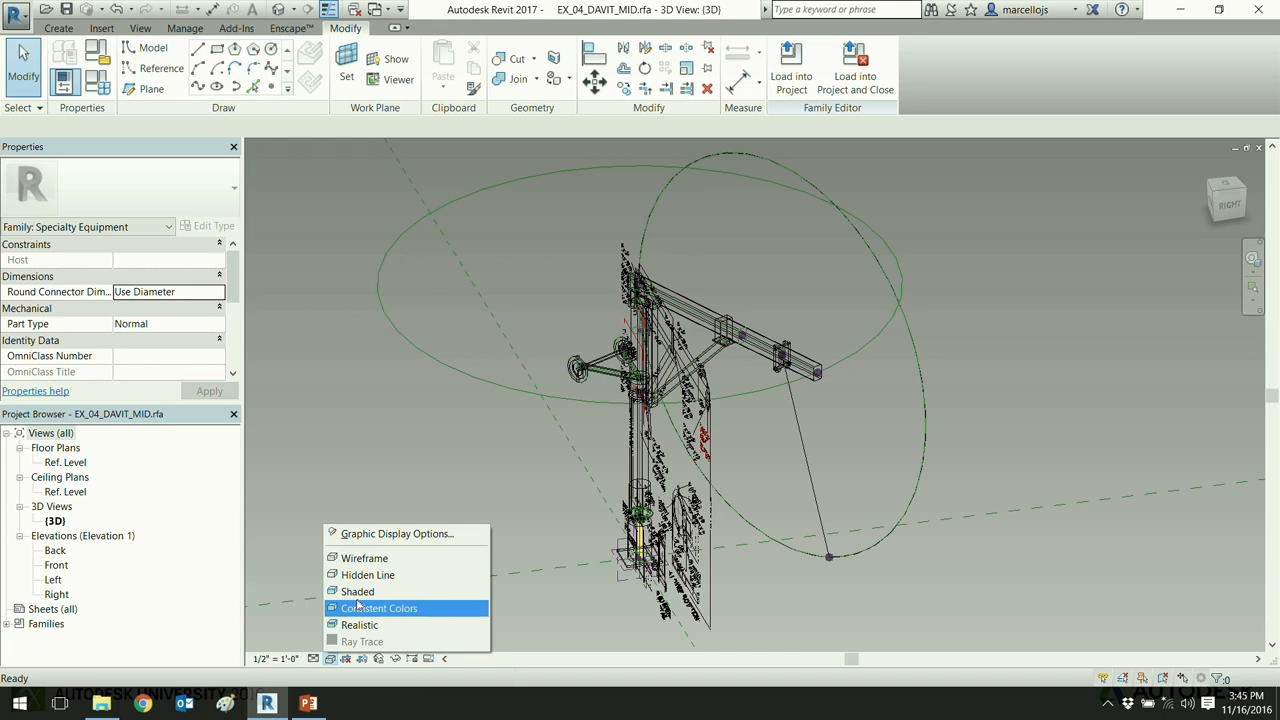 Autodesk Revit 2017 - EX_04_DAVIT_MID.rfa - 3D View: {3D}
Type a keyword or phrase
marcellojs
Create Insert View Manage Add-Ins Enscape™ Modify
Modify
Model
Reference
Plane
Set
Show
Viewer
Paste
Cut
Join
Load into
Project
Load into
Project and Close
Select Properties Draw Work Plane Clipboard Geometry Modify Measure Family Editor
Properties
Family: Specialty Equipment
Edit Type
Constraints
Host
Dimensions
Round Connector Dim... Use Diameter
Mechanical
Part Type Normal
Identity Data
OmniClass Number
OmniClass Title
Properties help
Apply
Project Browser - EX_04_DAVIT_MID.rfa
Views (all)
Floor Plans
Ref. Level
Ceiling Plans
Ref. Level
3D Views
{3D}
Elevations (Elevation 1)
Back
Front
Left
Right
Sheets (all)
Families
RIGHT
Graphic Display Options...
Wireframe
Hidden Line
Shaded
Consistent Colors
Realistic
Ray Trace
1/2" = 1'-0"
Ready
:0
AUTODESK UNIVERSITY
3:45 PM
11/16/2016